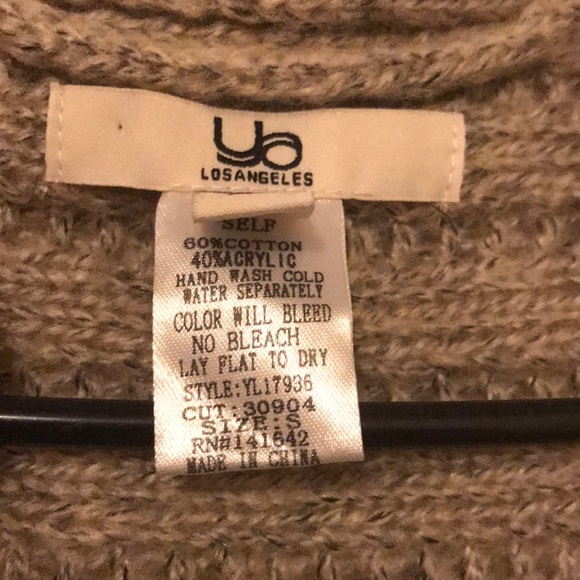 ya
LOSANGELES
SELF
60%COTTON
40%ACRYLIC
HAND WASH COLD
WATER SEPARATELY
COLOR WILL BLEED
NO BLEACH
LAY FLAT TO DRY
STYLE:YL17936
CUT:30904
SIZE:S
RN#141642
MADE IN CHINA